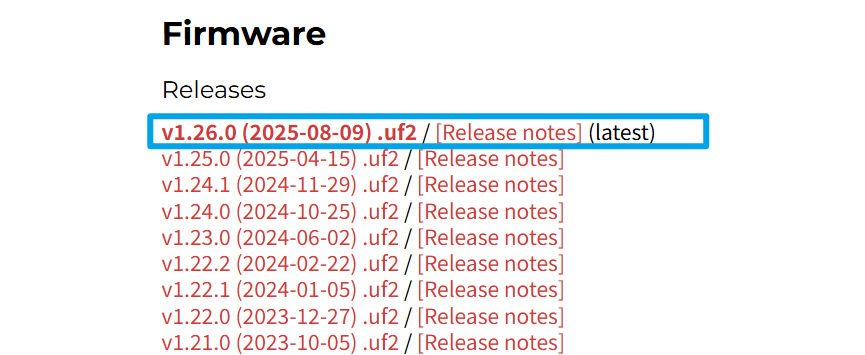 Firmware
Releases
v1.26.0 (2025-08-09) .uf2 / [Release notes] (latest)
v1.25.0 (2025-04-15) .uf2 / [Release notes]
v1.24.1 (2024-11-29) .uf2 / [Release notes]
v1.24.0 (2024-10-25) .uf2 / [Release notes]
v1.23.0 (2024-06-02) .uf2 / [Release notes]
v1.22.2 (2024-02-22) .uf2 / [Release notes]
v1.22.1 (2024-01-05) .uf2 / [Release notes]
v1.22.0 (2023-12-27) .uf2 / [Release notes]
v1.21.0 (2023-10-05) .uf2 / [Release notes]